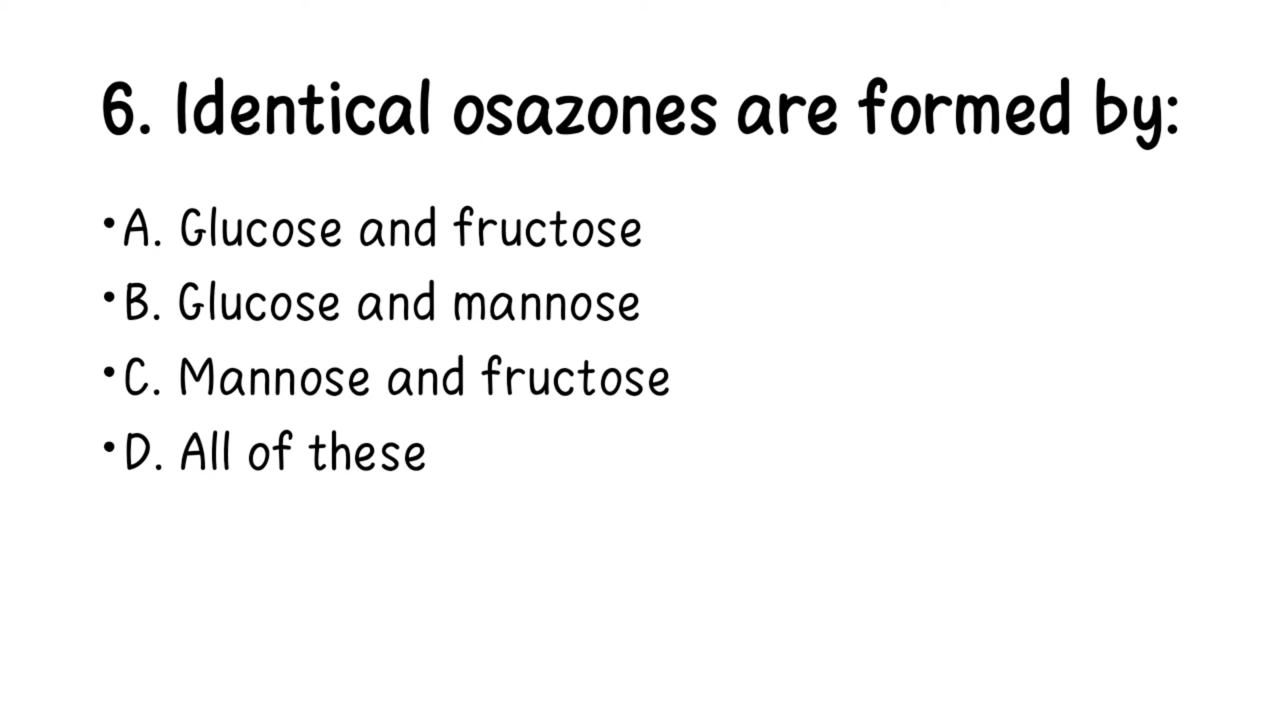 6. Identical osazones are formed by:
•A. Glucose and fructose
•B. Glucose and mannose
•C. Mannose and fructose
•D. All of these